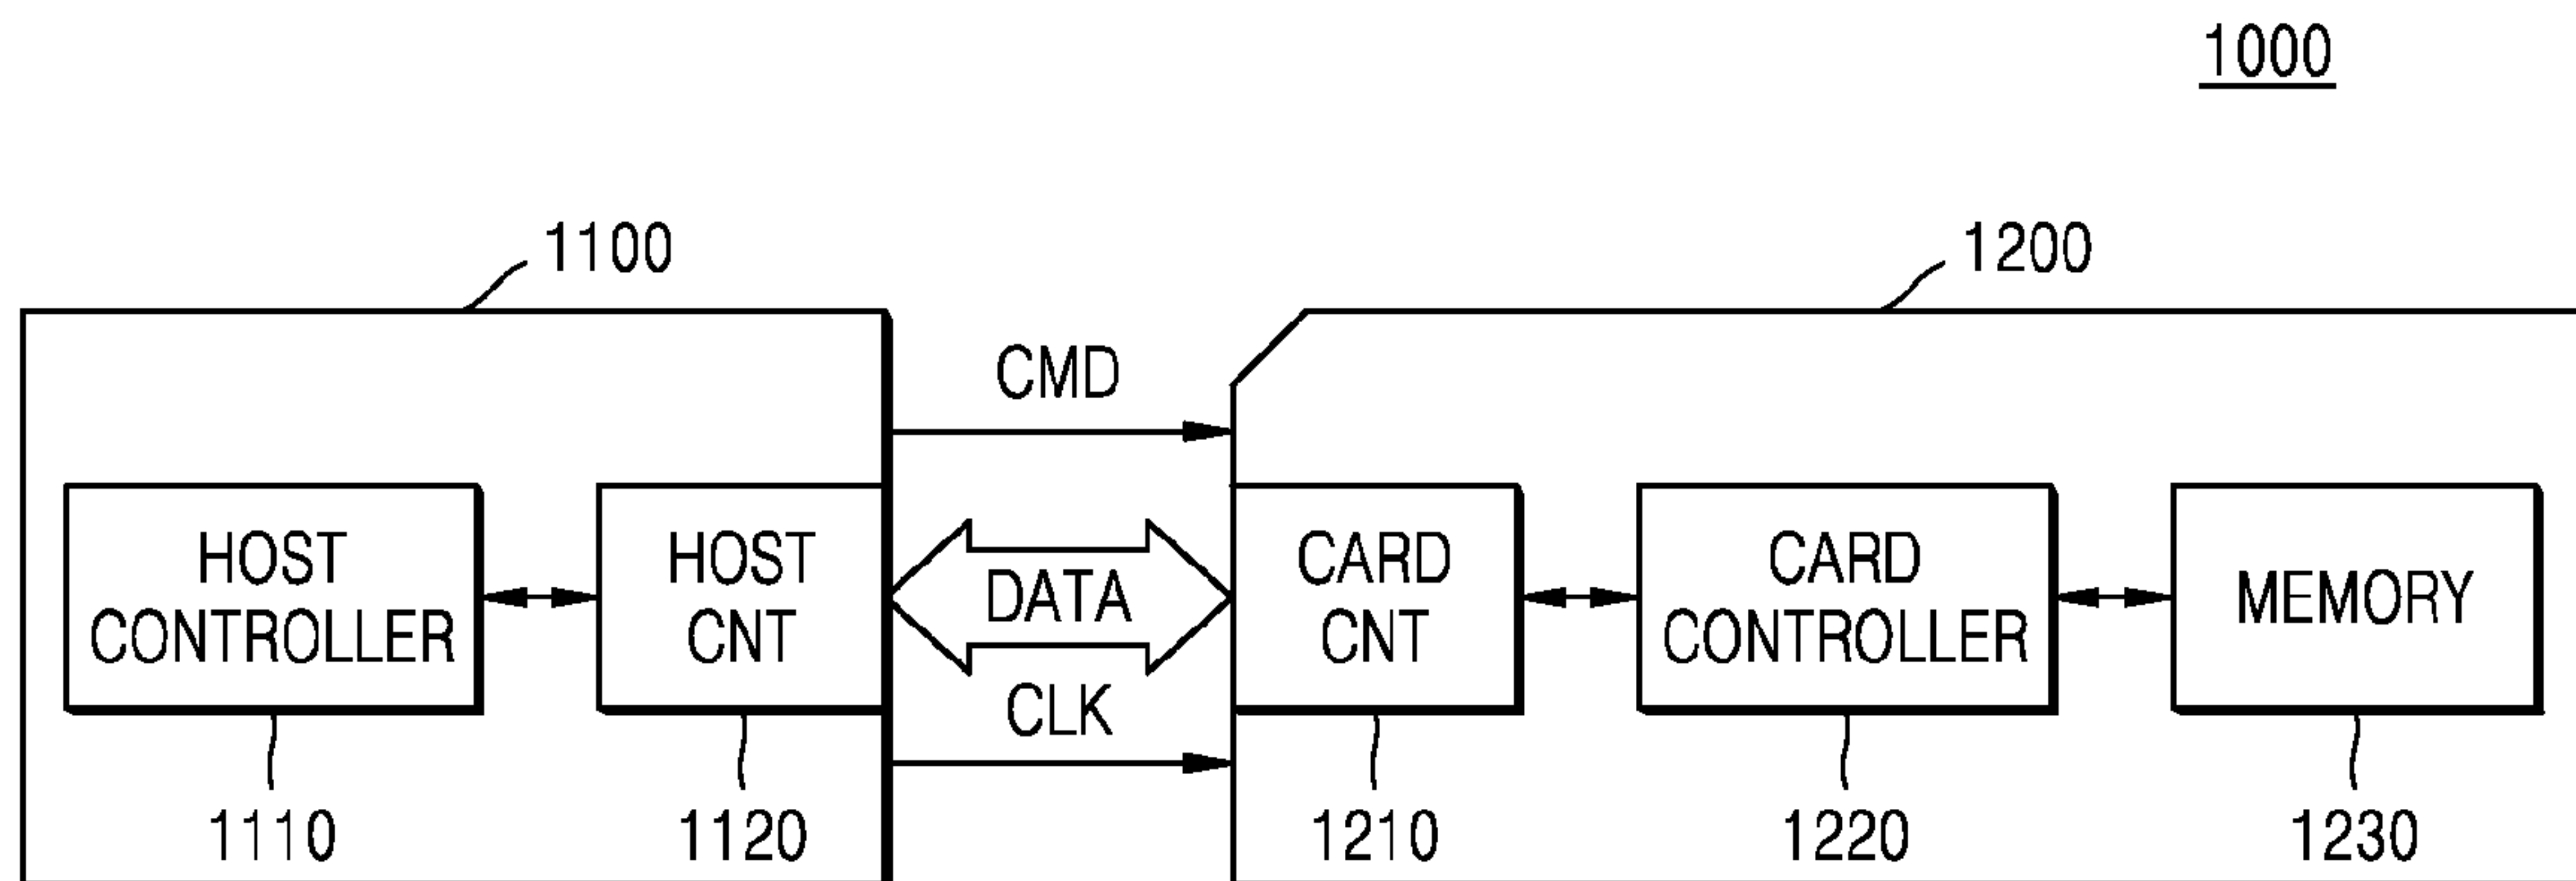 1000
1100
1200
CMD
HOST
CONTROLLER
HOST
CNT
DATA
CARD
CNT
CARD
CONTROLLER
MEMORY
CLK
1110
1120
1210
1220
1230